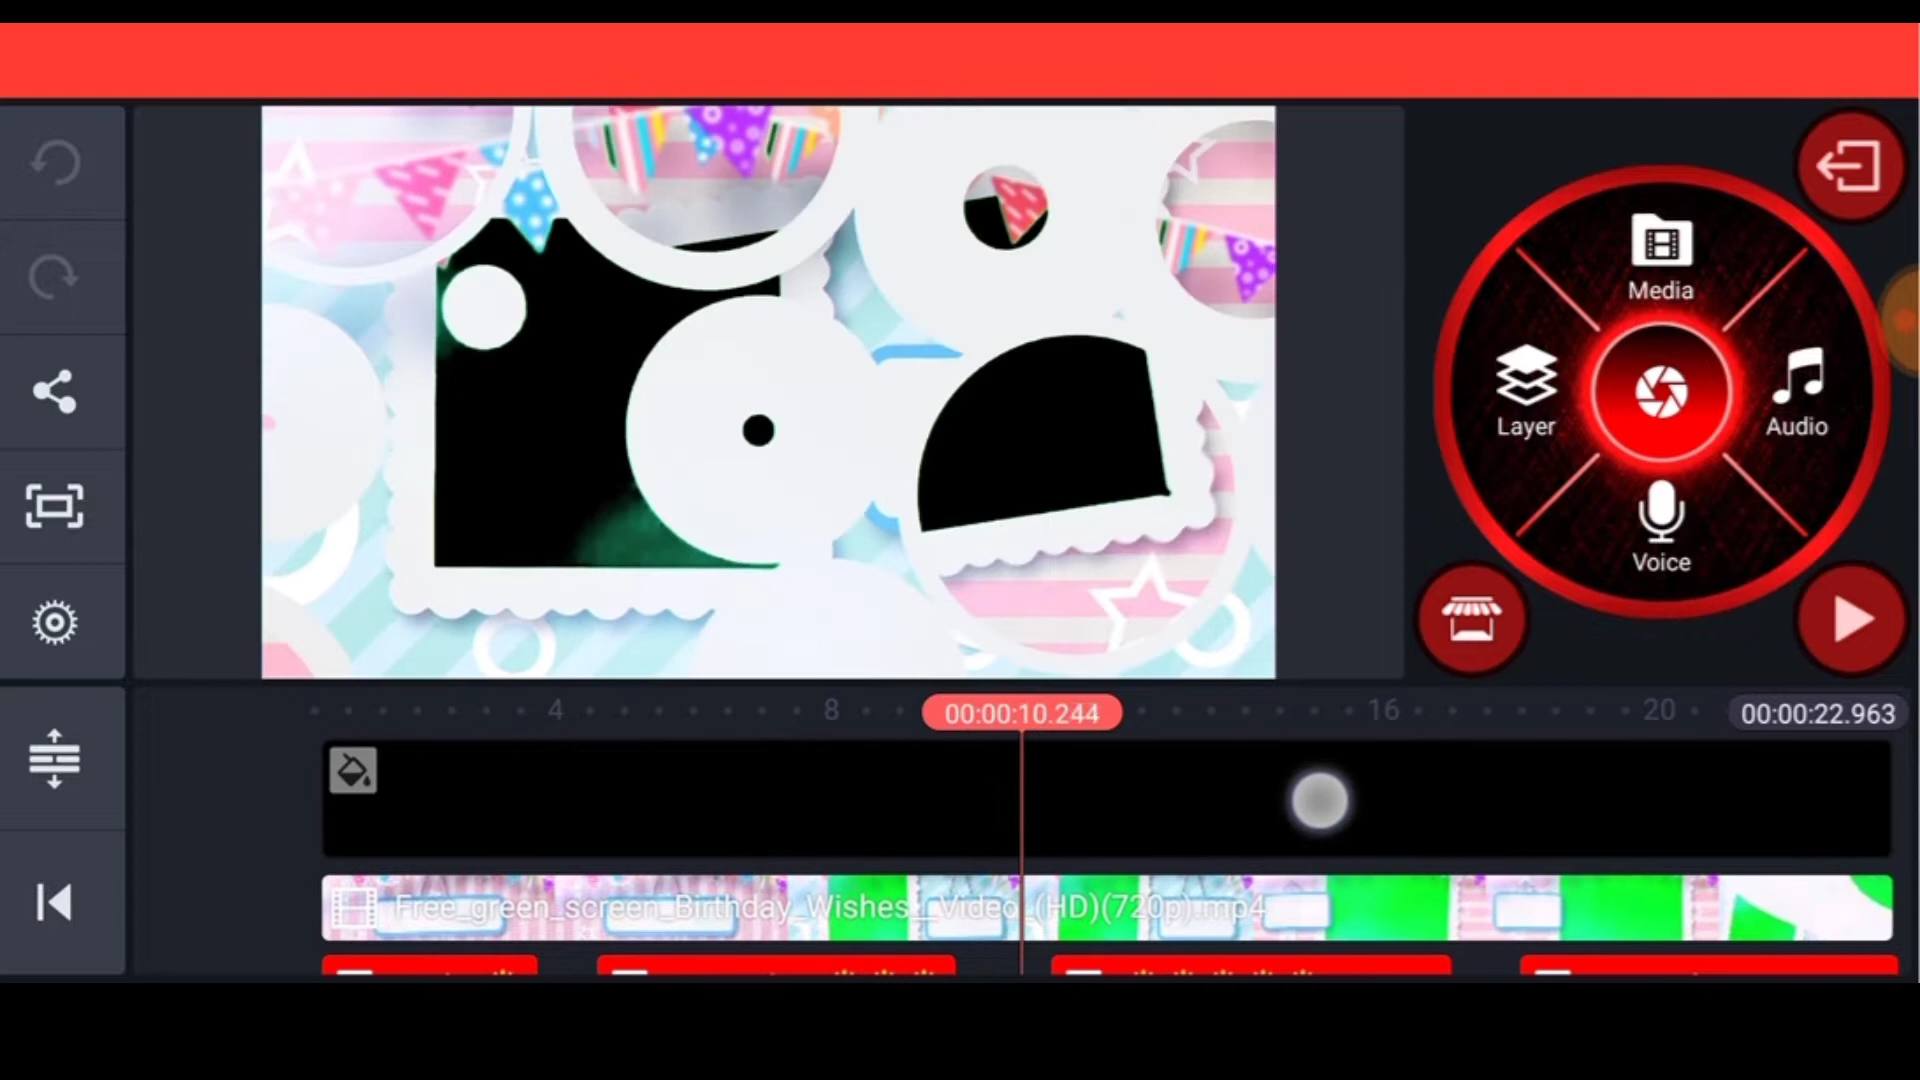 Media
Layer
Audio
Voice
4
8
00:00:10.244
16
20
00:00:22.963
Free_green_screen_Birthday_Wishes_Video_(HD)(720p).mp4